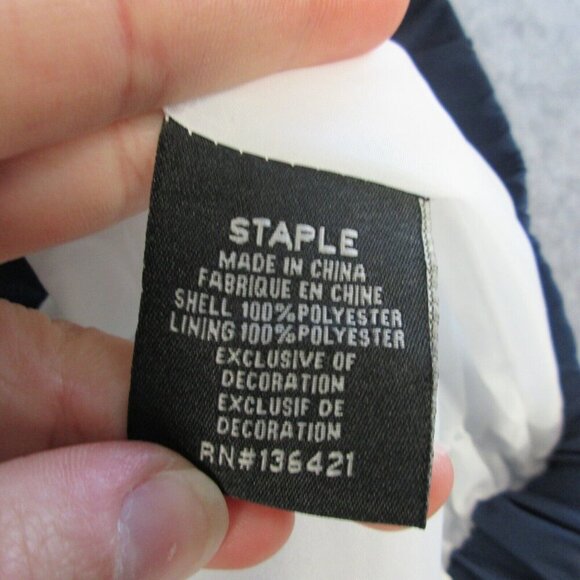 STAPLE
MADE IN CHINA
FABRIQUE EN CHINE
SHELL 100%POLYESTER
LINING 100%POLYESTER
EXCLUSIVE OF
DECORATION
EXCLUSIF DE
DECORATION
RN#136421